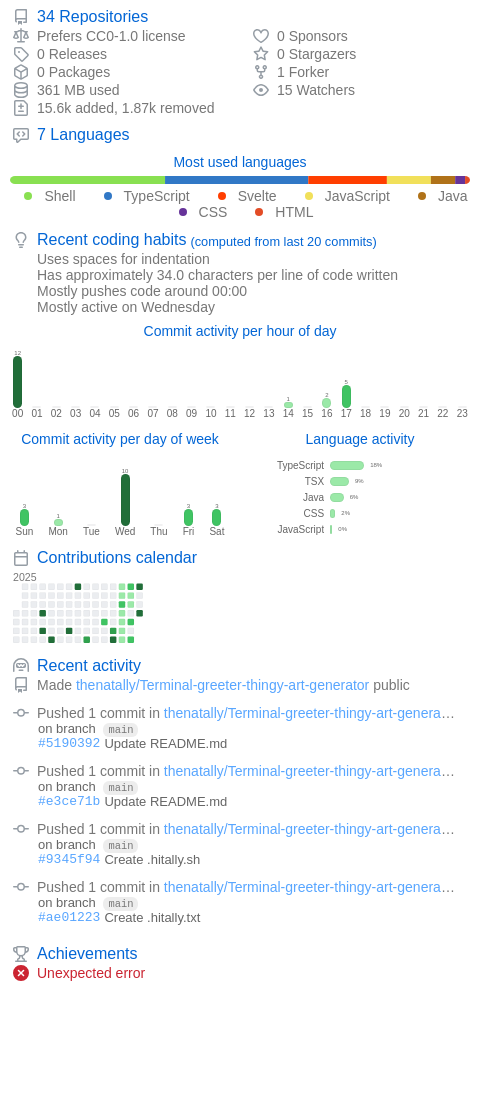 34 Repositories
Prefers CC0-1.0 license
0 Sponsors
0 Releases
0 Stargazers
0 Packages
1 Forker
361 MB used
15 Watchers
15.6k added, 1.87k removed
7 Languages
Most used languages
Shell TypeScript Svelte JavaScript Java
CSS HTML
Recent coding habits (computed from last 20 commits)
Uses spaces for indentation
Has approximately 34.0 characters per line of code written
Mostly pushes code around 00:00
Mostly active on Wednesday
Commit activity per hour of day
12 1 2 5
00 01 02 03 04 05 06 07 08 09 10 11 12 13 14 15 16 17 18 19 20 21 22 23
Commit activity per day of week
3 1 10 3 3
Sun Mon Tue Wed Thu Fri Sat
Language activity
TypeScript 18%
TSX 9%
Java 6%
CSS 2%
JavaScript 0%
Contributions calendar
2025
Recent activity
Made thenatally/Terminal-greeter-thingy-art-generator public
Pushed 1 commit in thenatally/Terminal-greeter-thingy-art-genera…
on branch main
#5190392 Update README.md
Pushed 1 commit in thenatally/Terminal-greeter-thingy-art-genera…
on branch main
#e3ce71b Update README.md
Pushed 1 commit in thenatally/Terminal-greeter-thingy-art-genera…
on branch main
#9345f94 Create .hitally.sh
Pushed 1 commit in thenatally/Terminal-greeter-thingy-art-genera…
on branch main
#ae01223 Create .hitally.txt
Achievements
Unexpected error